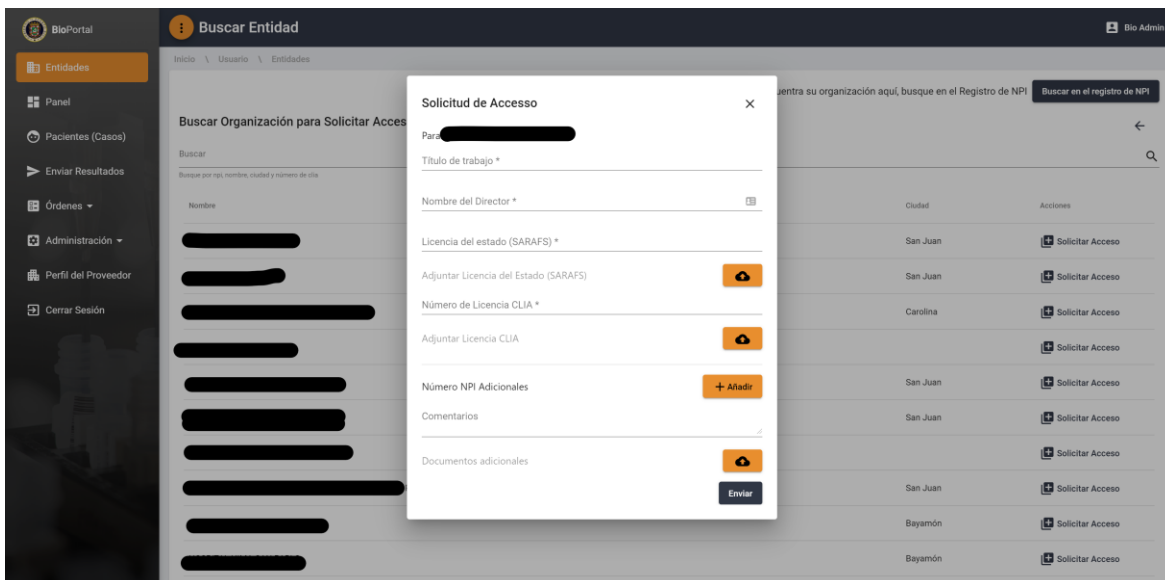 BioPortal
Buscar Entidad
Bio Admin
Inicio \ Usuario \ Entidades
Entidades
Panel
Pacientes (Casos)
Enviar Resultados
Órdenes
Administración
Perfil del Proveedor
Cerrar Sesión
uentra su organización aquí, busque en el Registro de NPI
Buscar en el registro de NPI
Buscar Organización para Solicitar Acces
Buscar
Busque por npi, nombre, ciudad y número de clia
Nombre
Ciudad
Acciones
San Juan
Solicitar Acceso
San Juan
Solicitar Acceso
Carolina
Solicitar Acceso
Solicitar Acceso
San Juan
Solicitar Acceso
San Juan
Solicitar Acceso
Solicitar Acceso
San Juan
Solicitar Acceso
Bayamón
Solicitar Acceso
Bayamón
Solicitar Acceso
Solicitud de Accesso
Para
Título de trabajo *
Nombre del Director *
Licencia del estado (SARAFS) *
Adjuntar Licencia del Estado (SARAFS)
Número de Licencia CLIA *
Adjuntar Licencia CLIA
Número NPI Adicionales
+ Añadir
Comentarios
Documentos adicionales
Enviar